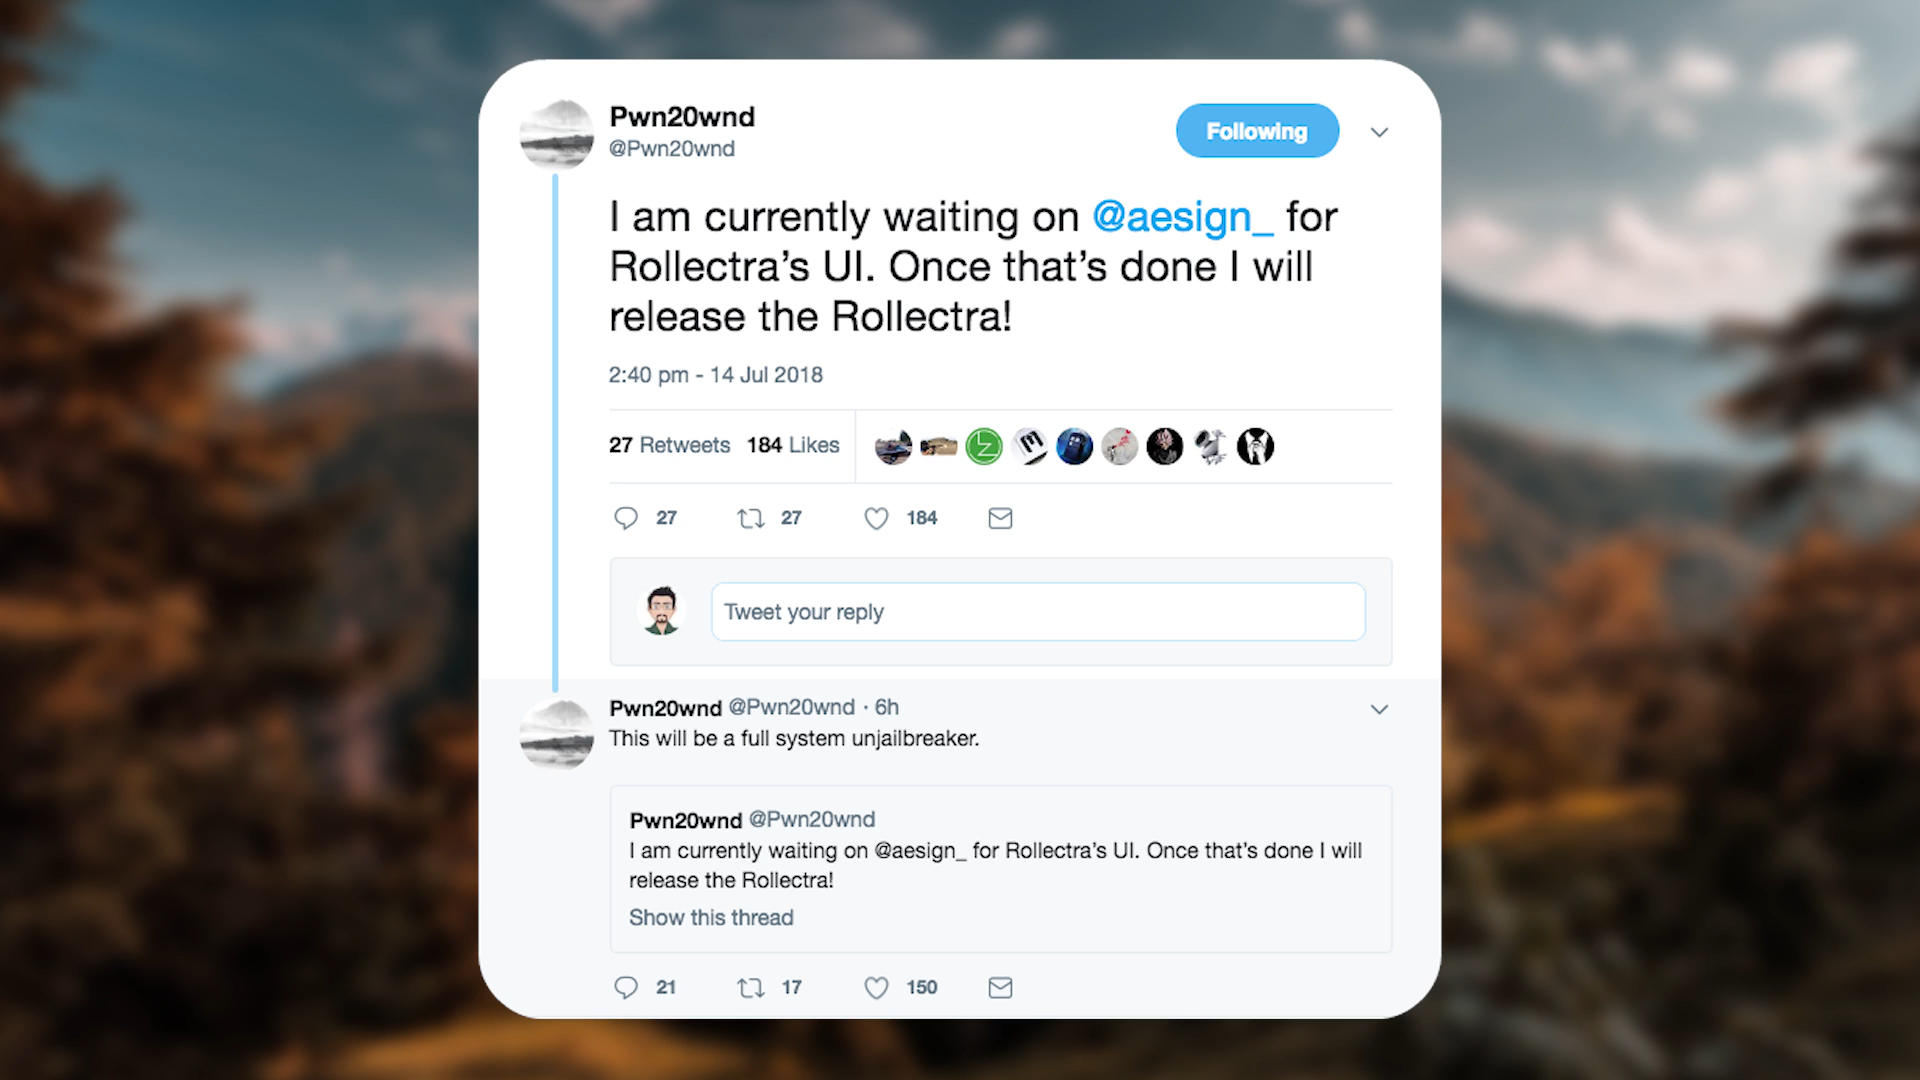 Pwn20wnd
@Pwn20wnd
Following
I am currently waiting on @aesign_ for
Rollectra’s UI. Once that’s done I will
release the Rollectra!
2:40 pm - 14 Jul 2018
27 Retweets 184 Likes
27 27 184
Tweet your reply
Pwn20wnd @Pwn20wnd · 6h
This will be a full system unjailbreaker.
Pwn20wnd @Pwn20wnd
I am currently waiting on @aesign_ for Rollectra’s UI. Once that’s done I will
release the Rollectra!
Show this thread
21 17 150